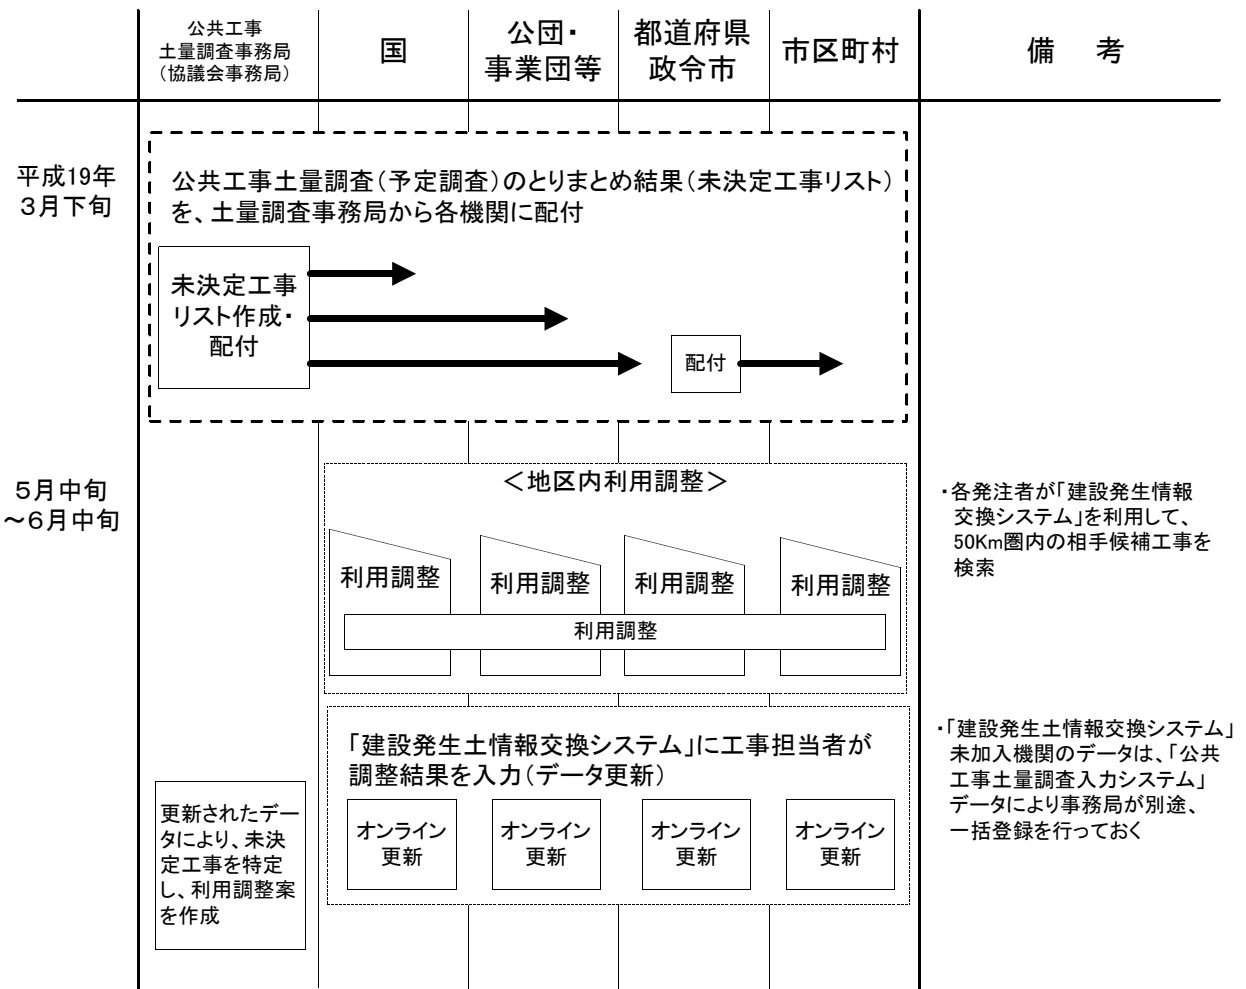 公共工事
土量調査事務局
（協議会事務局）
国
公団・
事業団等
都道府県
政令市
市区町村
備　考
平成19年
３月下旬
公共工事土量調査（予定調査）のとりまとめ結果（未決定工事リスト）
を、土量調査事務局から各機関に配付
未決定工事
リスト作成・
配付
配付
５月中旬
～６月中旬
＜地区内利用調整＞
利用調整
利用調整
利用調整
利用調整
利用調整
・各発注者が「建設発生情報
交換システム」を利用して、
50Km圏内の相手候補工事を
検索
「建設発生土情報交換システム」に工事担当者が
調整結果を入力（データ更新）
オンライン
更新
オンライン
更新
オンライン
更新
オンライン
更新
更新されたデー
タにより、未決
定工事を特定
し、利用調整案
を作成
・「建設発生土情報交換システム」
未加入機関のデータは、「公共
工事土量調査入力システム」
データにより事務局が別途、
一括登録を行っておく